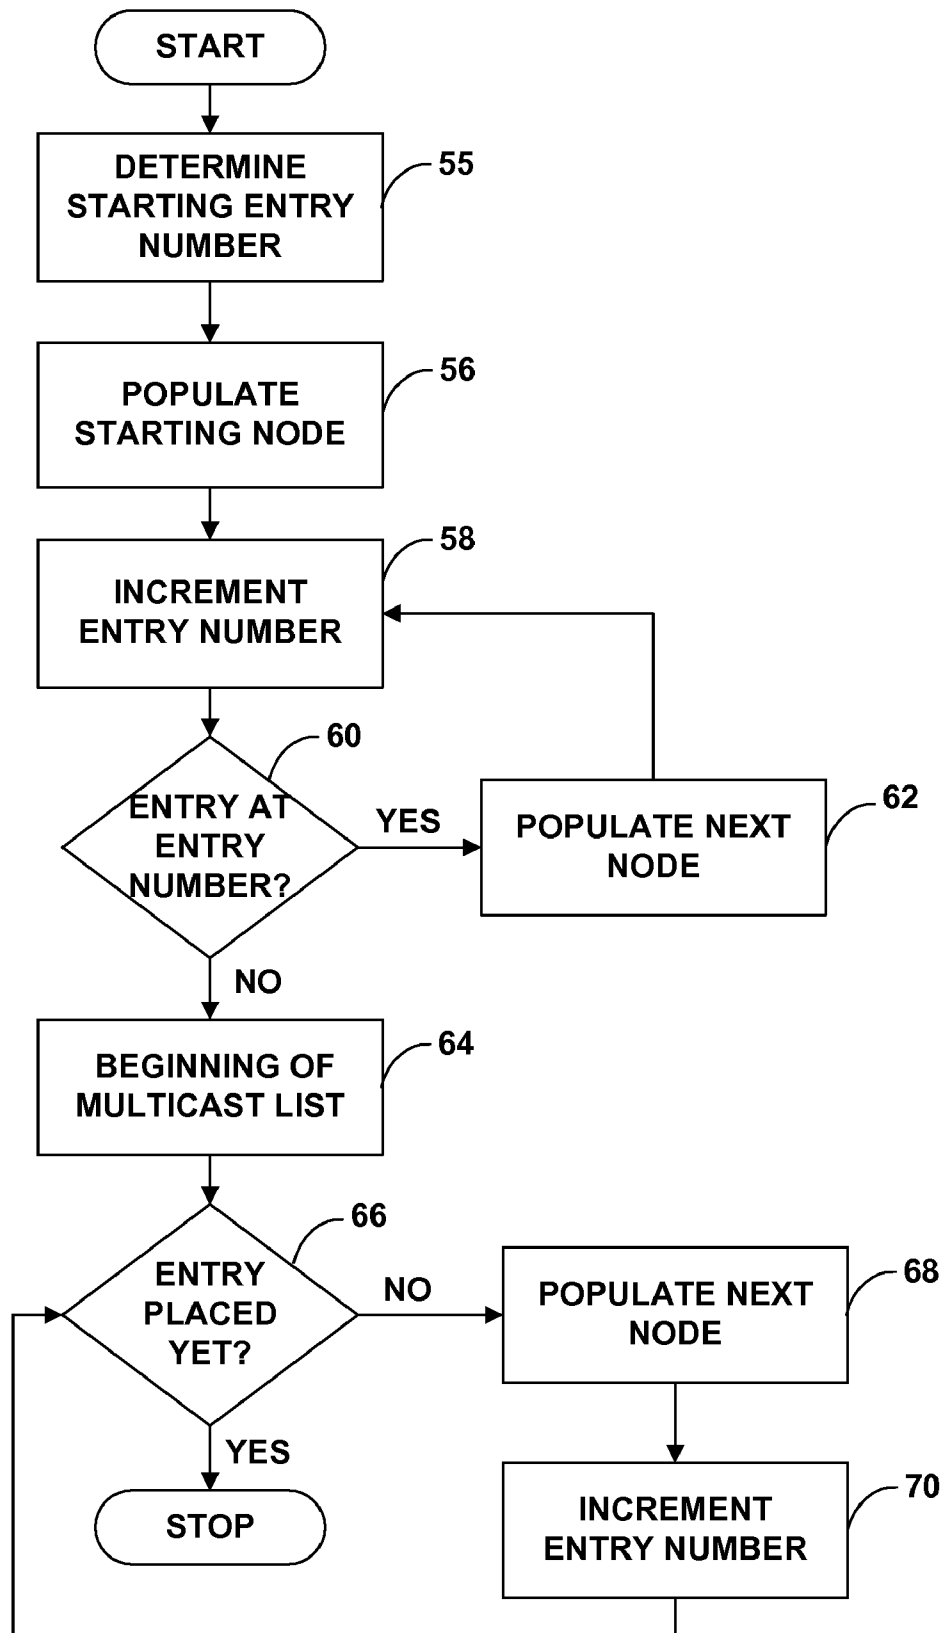 START
DETERMINE
STARTING ENTRY
NUMBER
55
POPULATE
STARTING NODE
56
INCREMENT
ENTRY NUMBER
58
ENTRY AT
ENTRY
NUMBER?
60
YES
POPULATE NEXT
NODE
62
NO
BEGINNING OF
MULTICAST LIST
64
ENTRY
PLACED
YET?
66
NO
POPULATE NEXT
NODE
68
YES
STOP
INCREMENT
ENTRY NUMBER
70